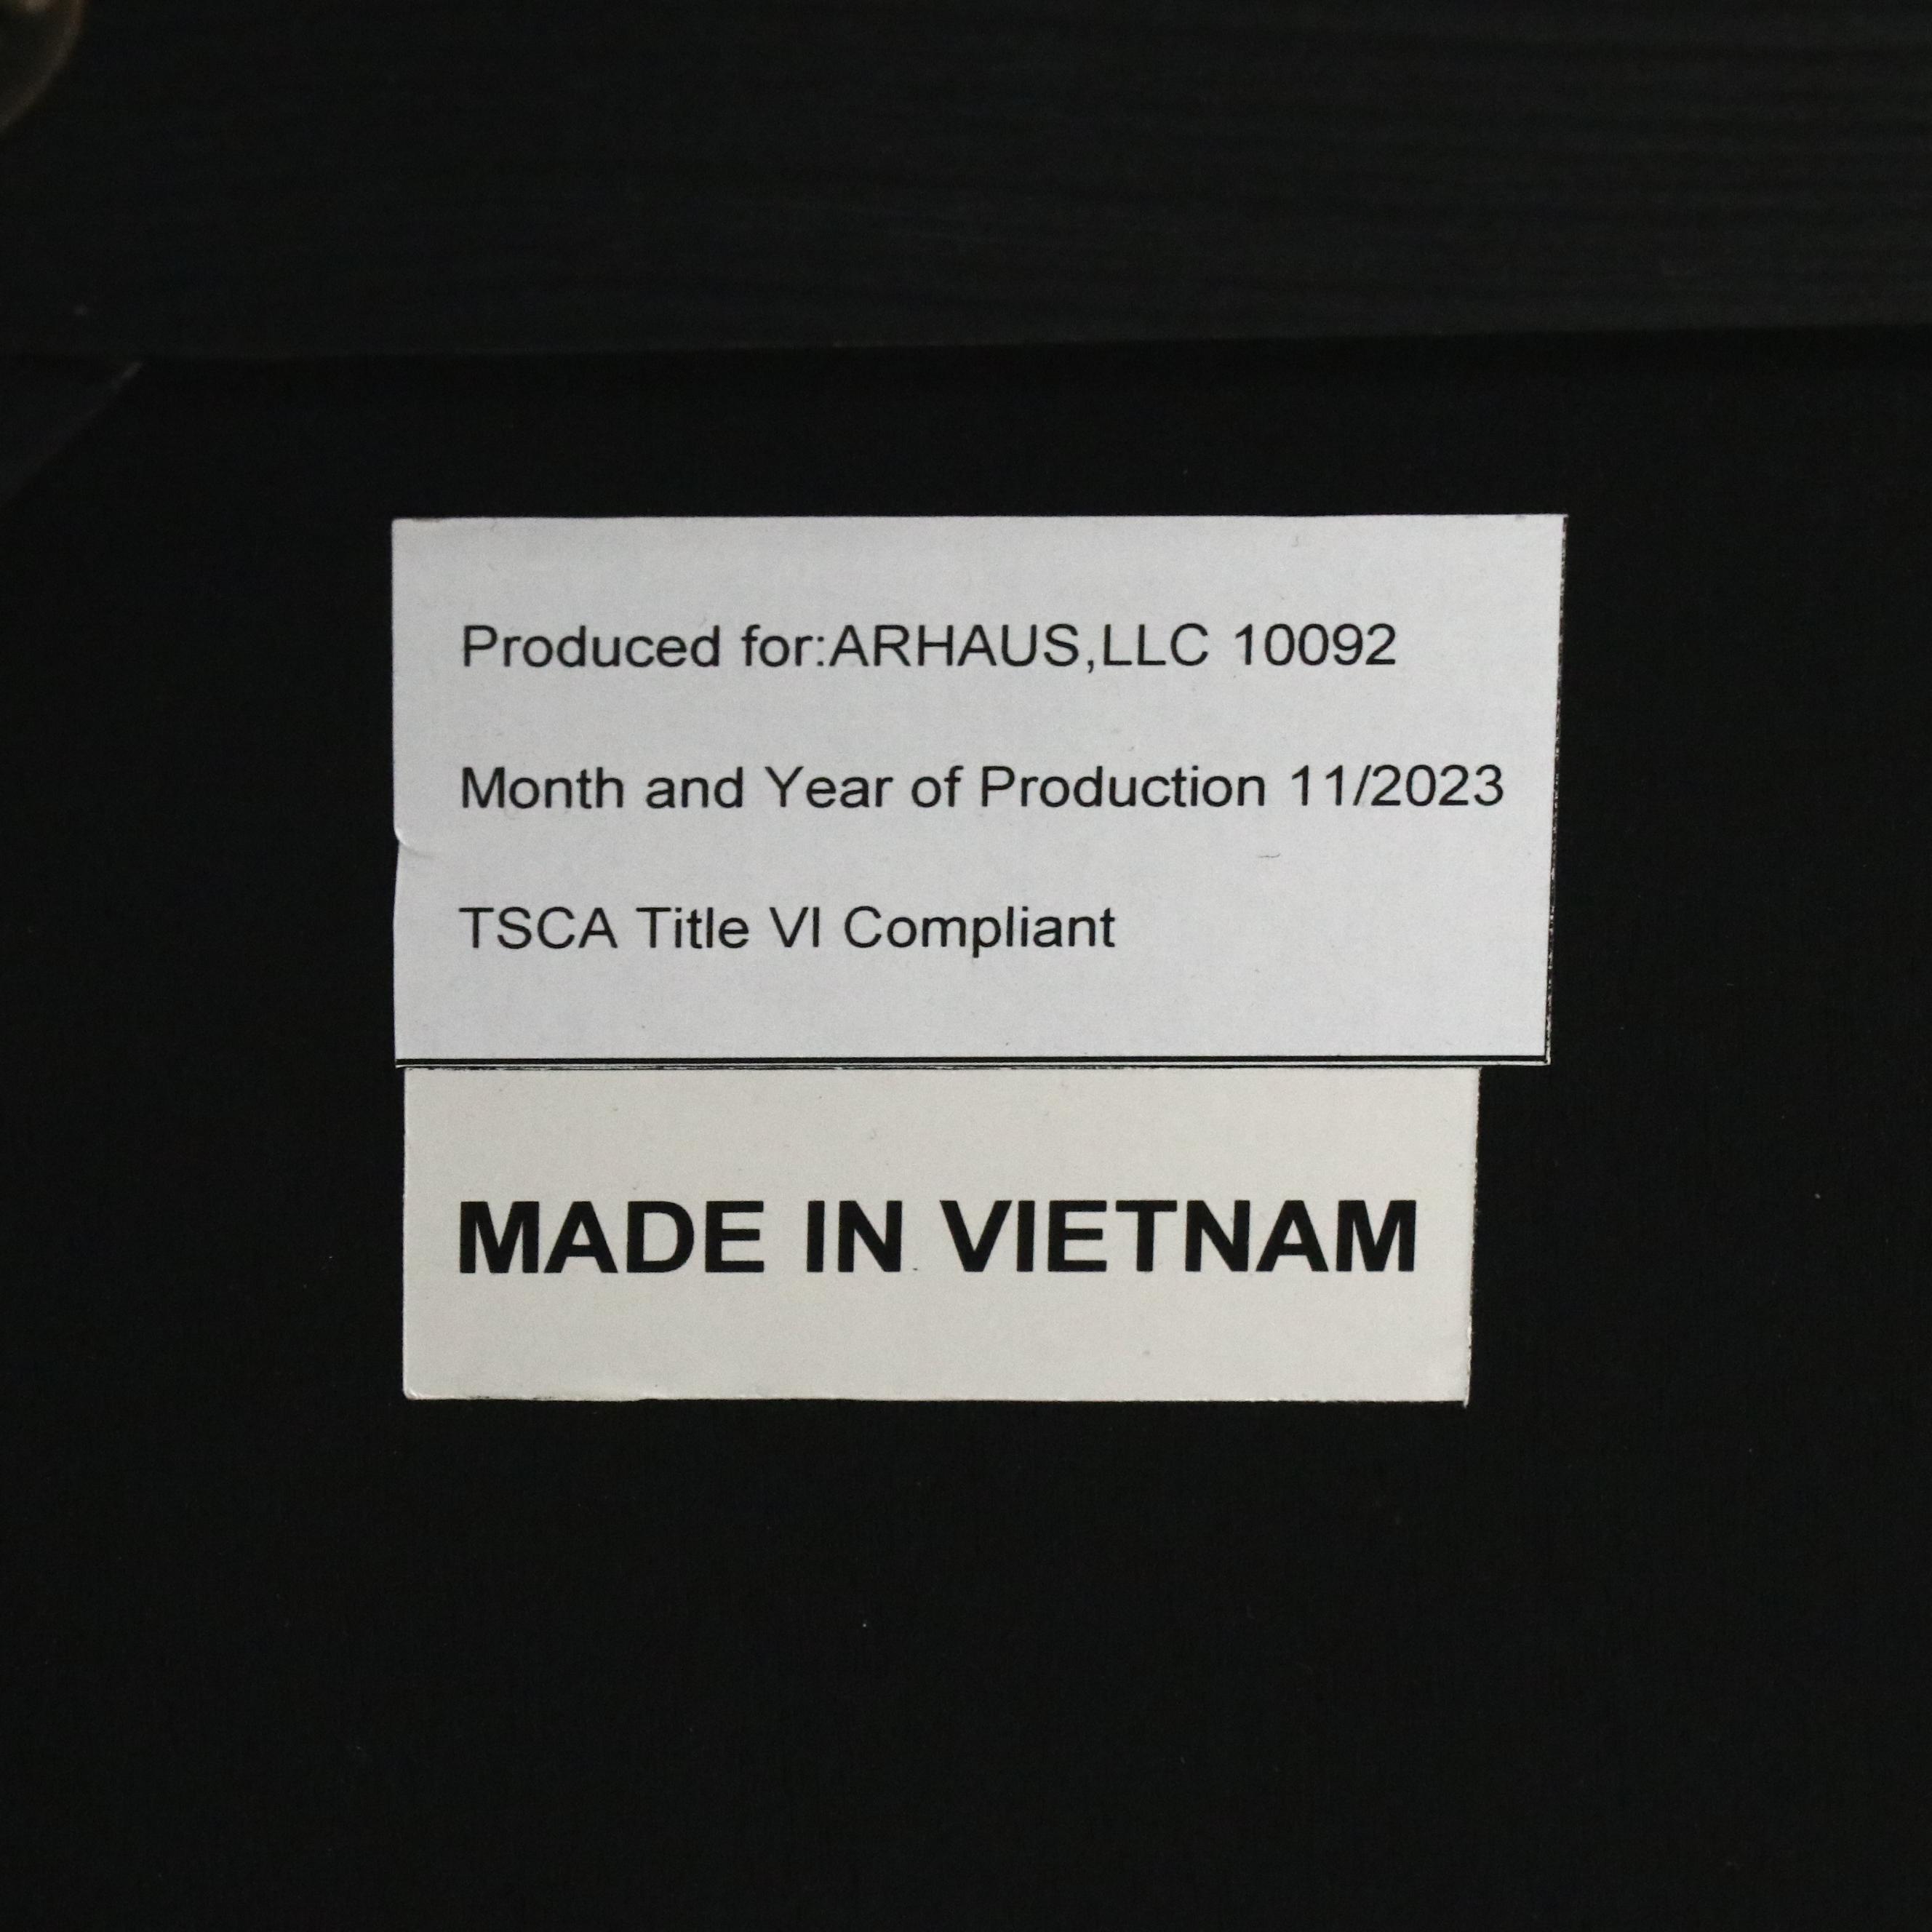 Produced for:ARHAUS,LLC 10092
Month and Year of Production 11/2023
TSCA Title VI Compliant
MADE IN VIETNAM